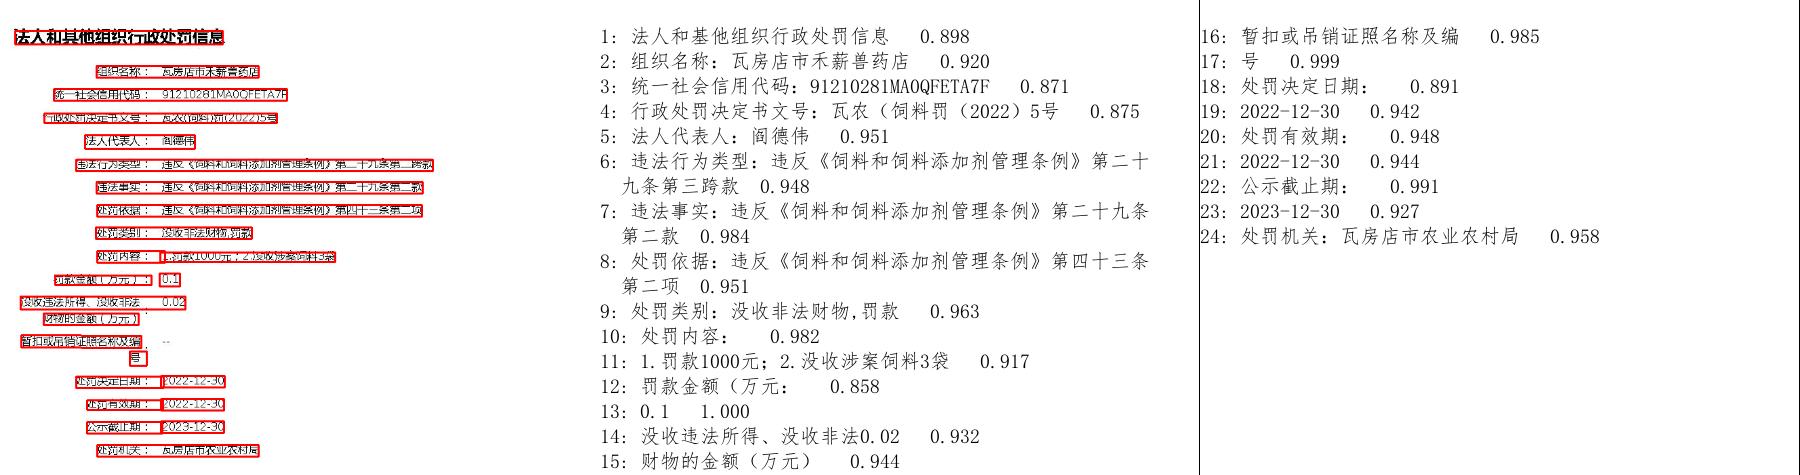 法人和其他组织行政处罚信息
组织名称： 瓦房店市禾薪兽药店
统一社会信用代码： 91210281MA0QFETA7F
行政处罚决定书文号： 瓦农(饲料)罚(2022)5号
法人代表人： 阎德伟
违法行为类型： 违反《饲料和饲料添加剂管理条例》第二十九条第二跨款
违法事实： 违反《饲料和饲料添加剂管理条例》第二十九条第二款
处罚依据： 违反《饲料和饲料添加剂管理条例》第四十三条第二项
处罚类别： 没收非法财物,罚款
处罚内容： 1.罚款1000元；2.没收涉案饲料3袋
罚款金额（万元）： 0.1
没收违法所得、没收非法 0.02
财物的金额（万元）：
暂扣或吊销证照名称及编 --
号：
处罚决定日期： 2022-12-30
处罚有效期： 2022-12-30
公示截止期： 2023-12-30
处罚机关： 瓦房店市农业农村局
1: 法人和基他组织行政处罚信息 0.898
2: 组织名称: 瓦房店市禾薪兽药店 0.920
3: 统一社会信用代码: 91210281MA0QFETA7F 0.871
4: 行政处罚决定书文号: 瓦农（饲料罚（2022）5号 0.875
5: 法人代表人: 阎德伟 0.951
6: 违法行为类型: 违反《饲料和饲料添加剂管理条例》第二十
九条第三跨款 0.948
7: 违法事实: 违反《饲料和饲料添加剂管理条例》第二十九条
第二款 0.984
8: 处罚依据: 违反《饲料和饲料添加剂管理条例》第四十三条
第二项 0.951
9: 处罚类别: 没收非法财物,罚款 0.963
10: 处罚内容: 0.982
11: 1.罚款1000元; 2.没收涉案饲料3袋 0.917
12: 罚款金额（万元: 0.858
13: 0.1 1.000
14: 没收违法所得、没收非法0.02 0.932
15: 财物的金额（万元） 0.944
16: 暂扣或吊销证照名称及编 0.985
17: 号 0.999
18: 处罚决定日期: 0.891
19: 2022-12-30 0.942
20: 处罚有效期: 0.948
21: 2022-12-30 0.944
22: 公示截止期: 0.991
23: 2023-12-30 0.927
24: 处罚机关: 瓦房店市农业农村局 0.958